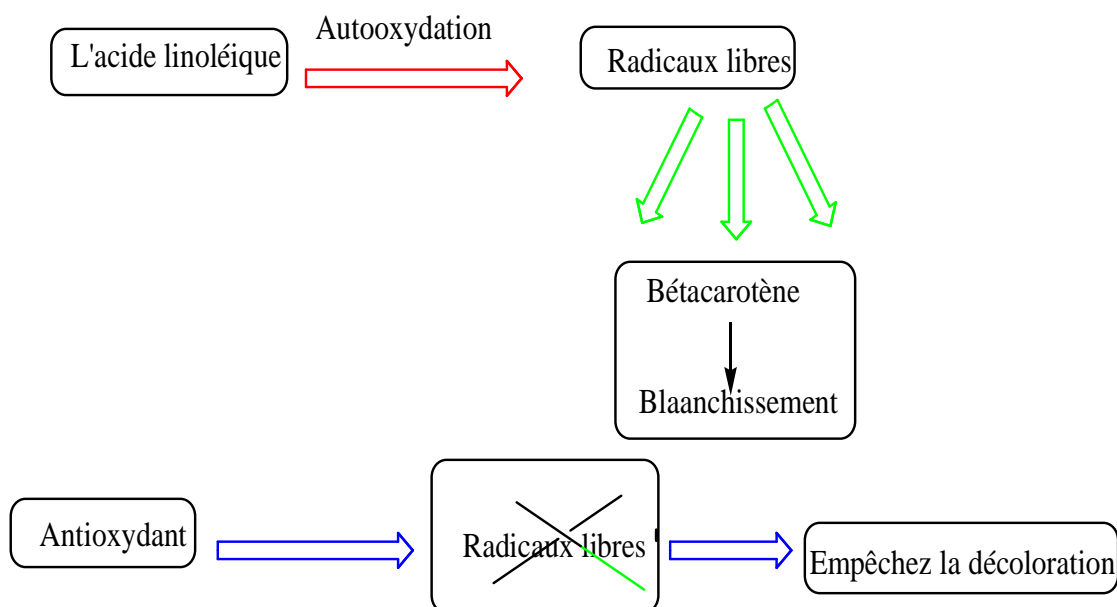 L'acide linoléique
Autooxydation
Radicaux libres
Bétacarotène
Blaanchissement
Antioxydant
Radicaux libres
Empêchez la décoloration